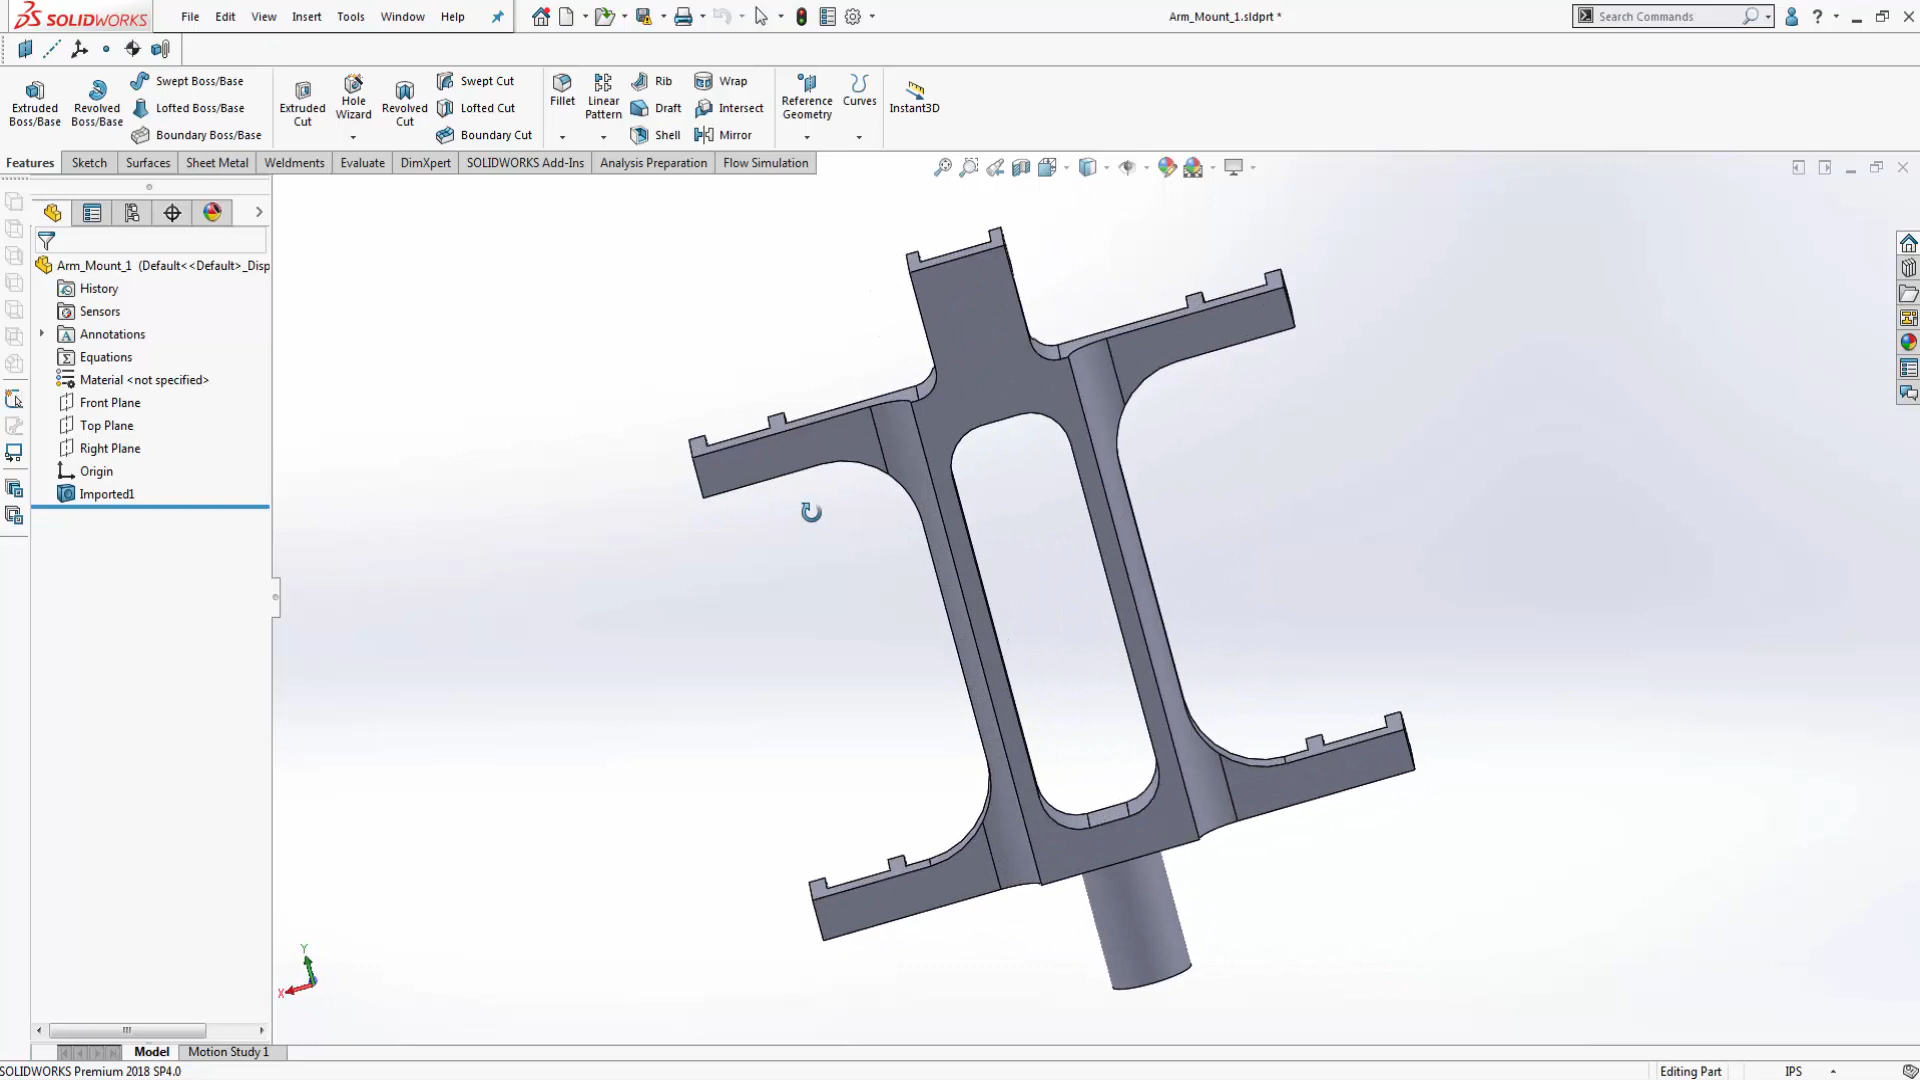 SOLIDWORKS File Edit View Insert Tools Window Help Arm_Mount_1.sldprt * Search Commands ?
Extruded Boss/Base
Revolved Boss/Base
Swept Boss/Base
Lofted Boss/Base
Boundary Boss/Base
Extruded Cut
Hole Wizard
Revolved Cut
Swept Cut
Lofted Cut
Boundary Cut
Fillet
Linear Pattern
Rib
Draft
Shell
Wrap
Intersect
Mirror
Reference Geometry
Curves
Instant3D
Features Sketch Surfaces Sheet Metal Weldments Evaluate DimXpert SOLIDWORKS Add-Ins Analysis Preparation Flow Simulation
Arm_Mount_1 (Default<<Default>_Disp
History
Sensors
Annotations
Equations
Material <not specified>
Front Plane
Top Plane
Right Plane
Origin
Imported1
Y
X
Model Motion Study 1
SOLIDWORKS Premium 2018 SP4.0 Editing Part IPS